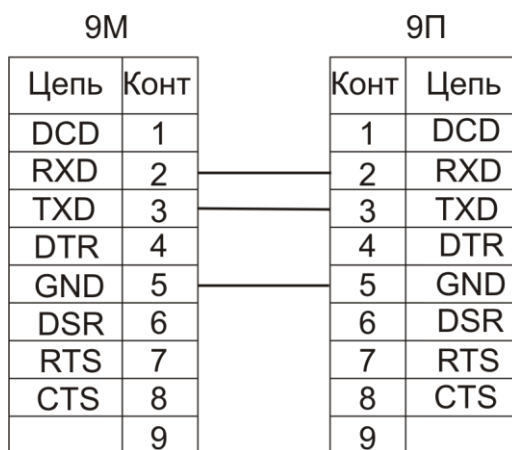 9М 9П
Цепь Конт Конт Цепь
DCD 1 1 DCD
RXD 2 2 RXD
TXD 3 3 TXD
DTR 4 4 DTR
GND 5 5 GND
DSR 6 6 DSR
RTS 7 7 RTS
CTS 8 8 CTS
9 9